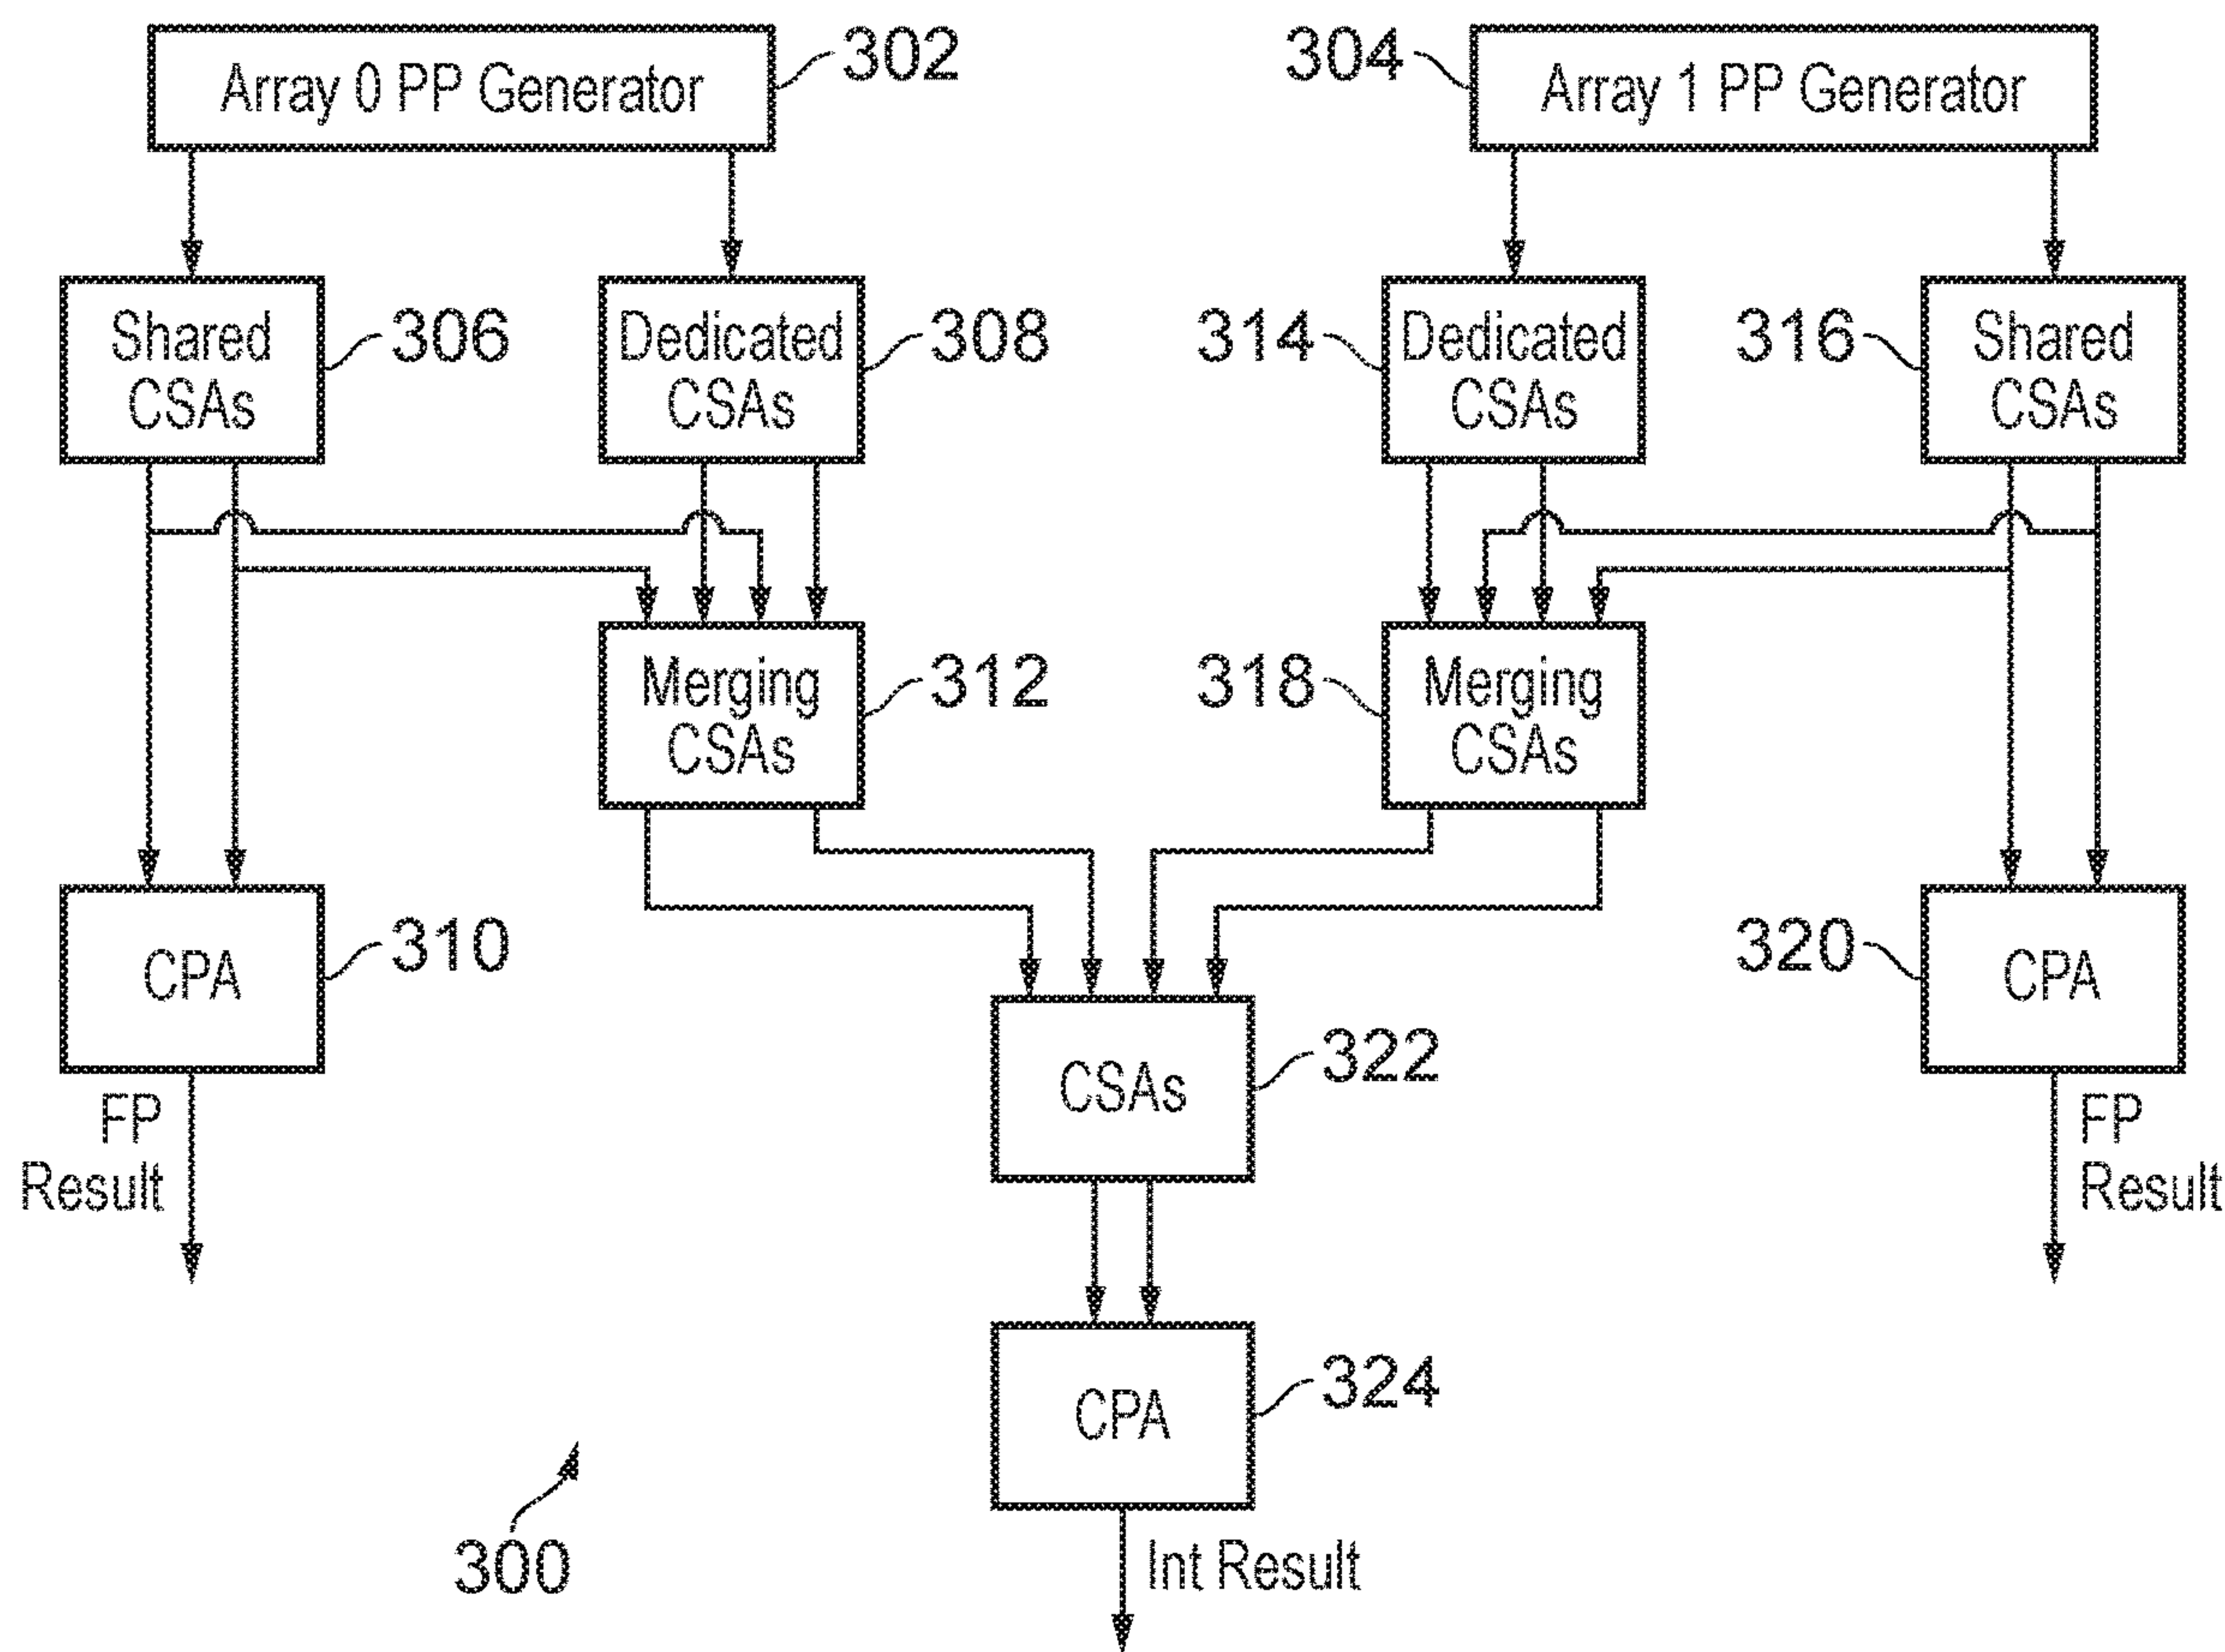 Array 0 PP Generator
302
304
Array 1 PP Generator
Shared
CSAs
306
Dedicated
CSAs
308
314
Dedicated
CSAs
316
Shared
CSAs
Merging
CSAs
312
318
Merging
CSAs
CPA
310
320
CPA
FP
Result
CSAs
322
FP
Result
CPA
324
300
Int Result